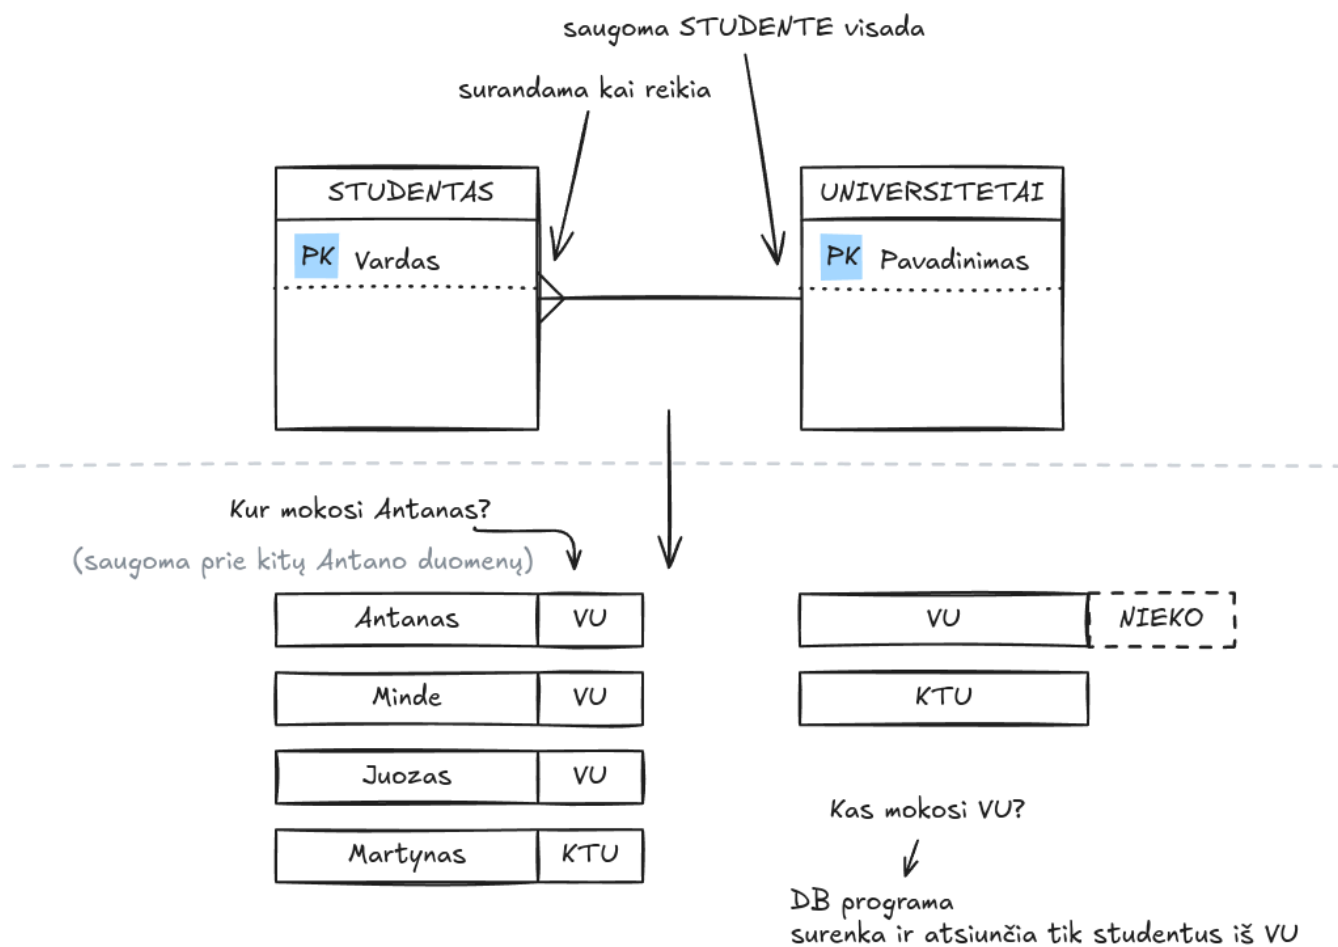 saugoma STUDENTE visada
surandama kai reikia
STUDENTAS
PK Vardas
UNIVERSITETAI
PK Pavadinimas
Kur mokosi Antanas?
(saugoma prie kitų Antano duomenų)
Antanas VU
Minde VU
Juozas VU
Martynas KTU
VU NIEKO
KTU
Kas mokosi VU?
DB programa
surenka ir atsiunčia tik studentus iš VU